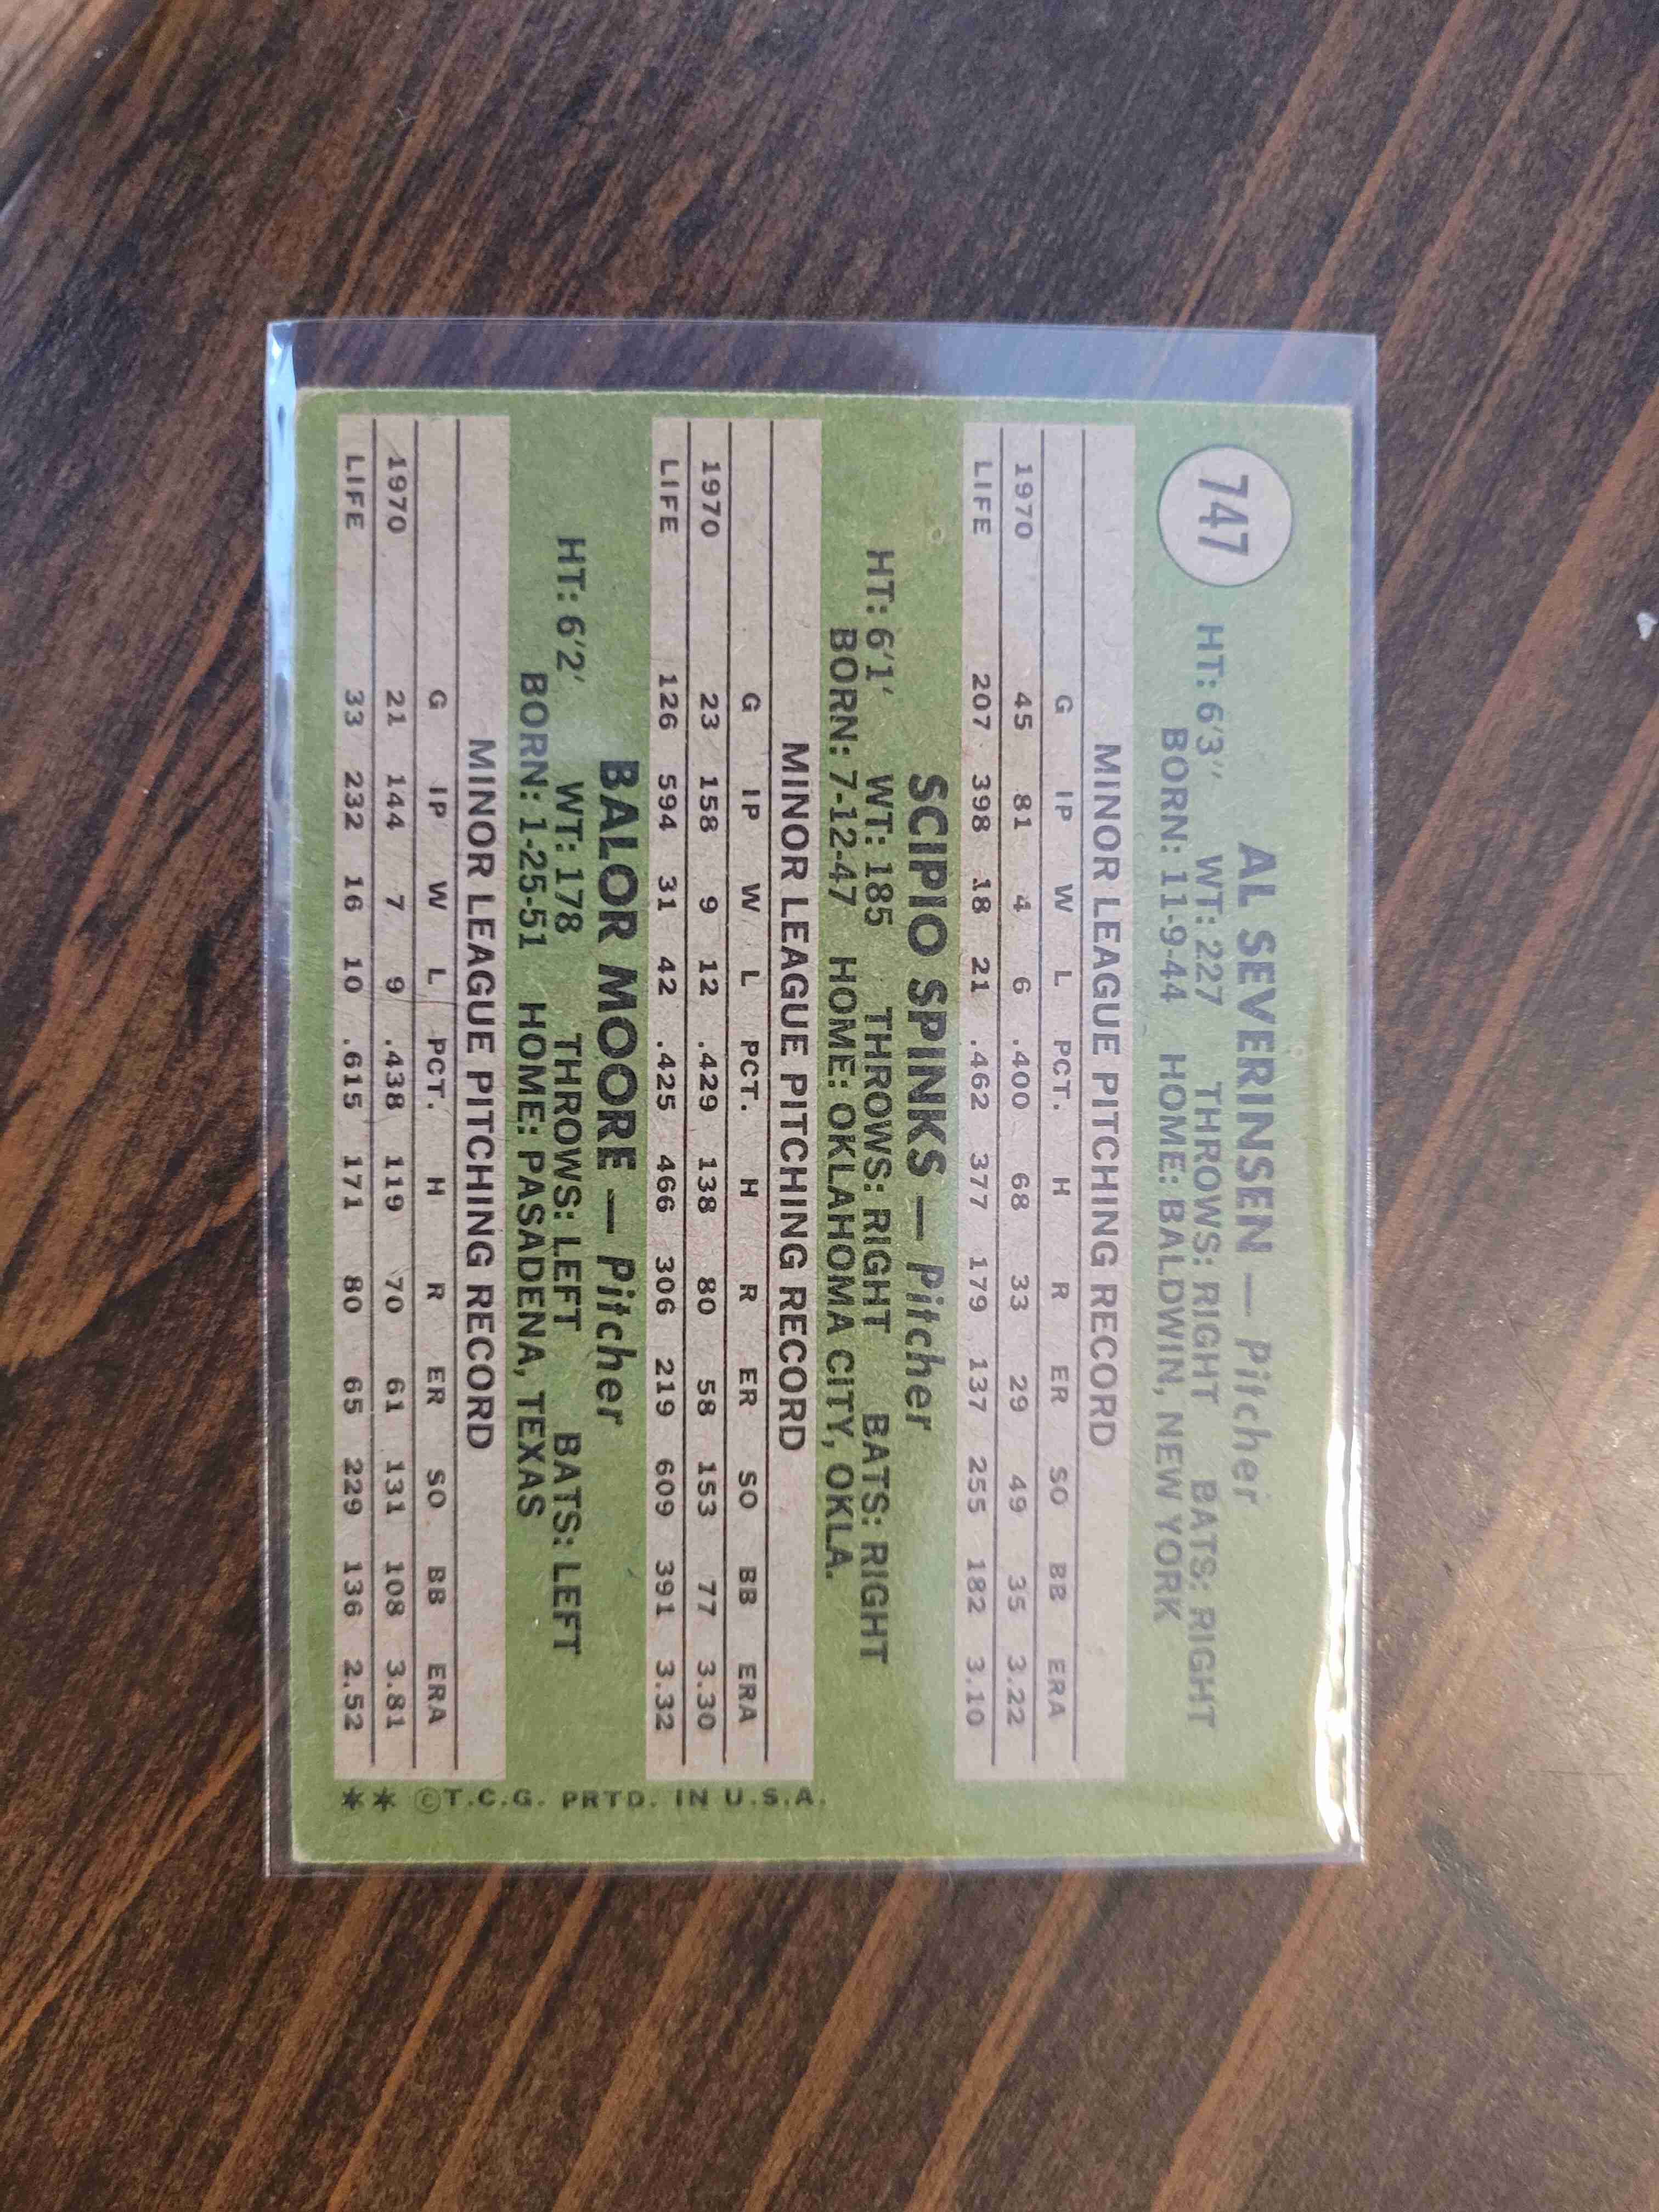 747
AL SEVERINSEN — Pitcher
HT: 6'3" WT: 227 THROWS: RIGHT BATS: RIGHT
BORN: 11-9-44 HOME: BALDWIN, NEW YORK
MINOR LEAGUE PITCHING RECORD
G IP W L PCT. H R ER SO BB ERA
1970 45 81 4 6 .400 68 33 29 49 35 3.22
LIFE 207 398 18 21 .462 377 179 137 255 182 3.10
SCIPIO SPINKS — Pitcher
HT: 6'1' WT: 185 THROWS: RIGHT BATS: RIGHT
BORN: 7-12-47 HOME: OKLAHOMA CITY, OKLA.
MINOR LEAGUE PITCHING RECORD
G IP W L PCT. H R ER SO BB ERA
1970 23 158 9 12 .429 138 80 58 153 77 3.30
LIFE 126 594 31 42 .425 466 306 219 609 391 3.32
BALOR MOORE — Pitcher
HT: 6'2' WT: 178 THROWS: LEFT BATS: LEFT
BORN: 1-25-51 HOME: PASADENA, TEXAS
MINOR LEAGUE PITCHING RECORD
G IP W L PCT. H R ER SO BB ERA
1970 21 144 7 9 .438 119 70 61 131 108 3.81
LIFE 33 232 16 10 .615 171 80 65 229 136 2.52
** ©T.C.G. PRTD. IN U.S.A.